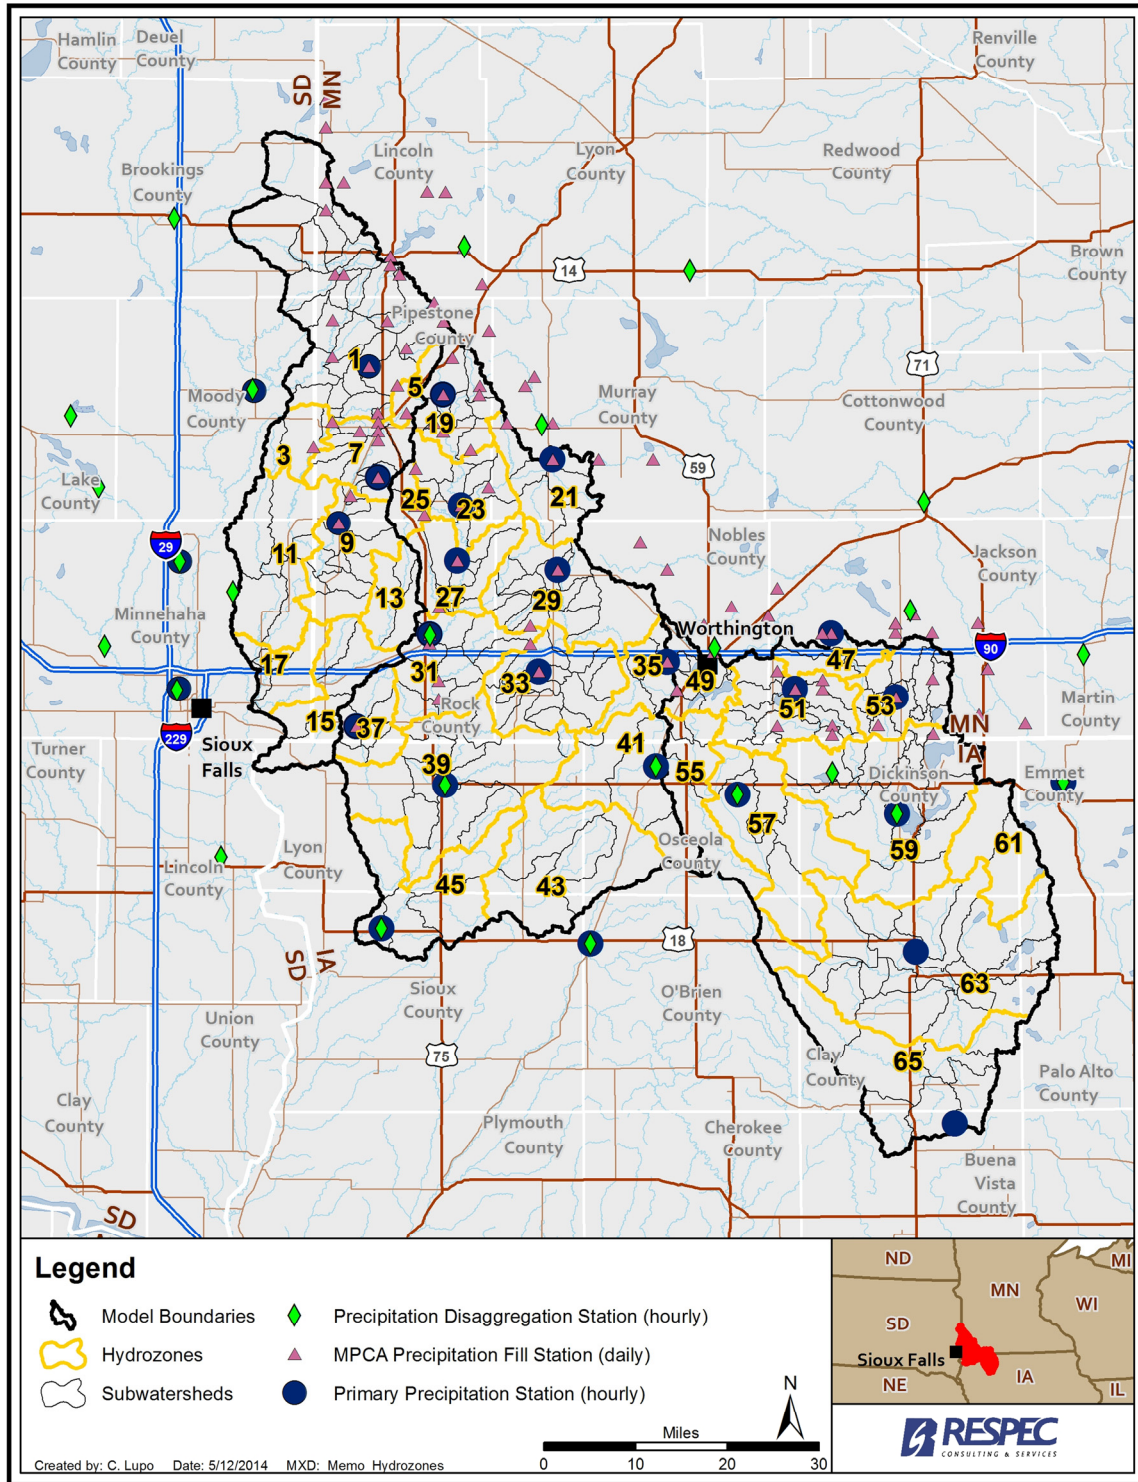 Hamlin County
Deuel County
Renville County
SD
MN
Brookings County
Lincoln County
Lyon County
Redwood County
Brown County
14
Pipestone County
71
1
5
Moody County
Murray County
Cottonwood County
19
3
7
59
Lake County
25
23
21
29
11
9
Nobles County
Jackson County
13
27
29
Minnehaha County
Worthington
90
17
31
33
35
49
47
51
53
Martin County
Rock County
15
37
MN
IA
229
Sioux Falls
Turner County
41
39
55
Dickinson County
Emmet County
57
59
61
Osceola County
Lincoln County
Lyon County
45
43
SD
IA
18
Sioux County
O'Brien County
63
Union County
75
65
Clay County
Palo Alto County
Clay County
Plymouth County
Cherokee County
Buena Vista County
SD
Legend
Model Boundaries
Precipitation Disaggregation Station (hourly)
Hydrozones
MPCA Precipitation Fill Station (daily)
Subwatersheds
Primary Precipitation Station (hourly)
N
Miles
0 10 20 30
Created by: C. Lupo Date: 5/12/2014 MXD: Memo_Hydrozones
ND
MN
MI
SD
WI
Sioux Falls
NE
IA
IL
RESPEC
CONSULTING & SERVICES